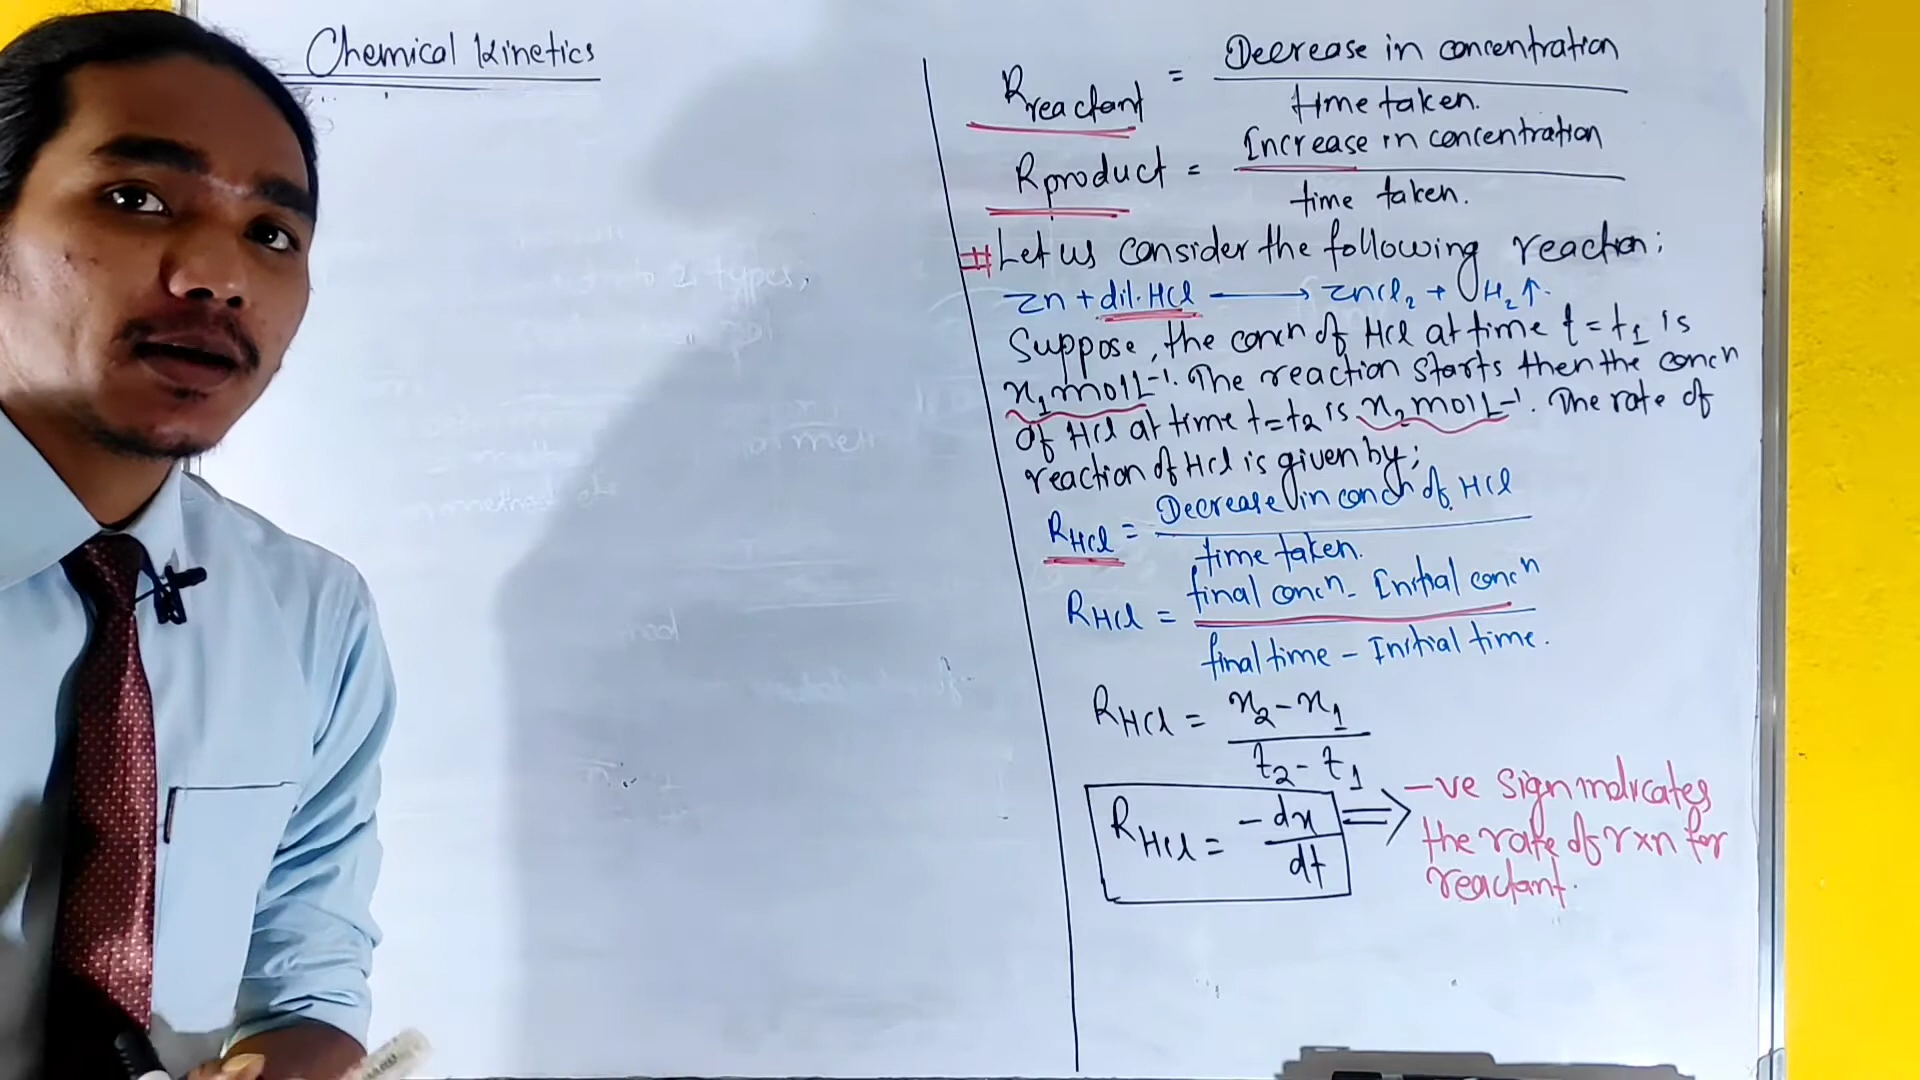 Chemical Kinetics
Rreactant = Decrease in concentration
time taken.
Rproduct = Increase in concentration
time taken.
# Let us consider the following reaction;
Zn + dil. HCl ⟶ ZnCl₂ + H₂↑.
Suppose, the concn of HCl at time t = t₁ is
x₁ mol L⁻¹. The reaction starts then the concn
of HCl at time t = t₂ is x₂ mol L⁻¹. The rate of
reaction of HCl is given by;
RHCl = Decrease in concn of HCl
time taken.
RHCl = final concn - Initial concn
final time - Initial time.
RHCl = x₂ - x₁
t₂ - t₁
RHCl = -dx
dt
⇒ -ve sign indicates
the rate of rxn for
reactant.
2 types,